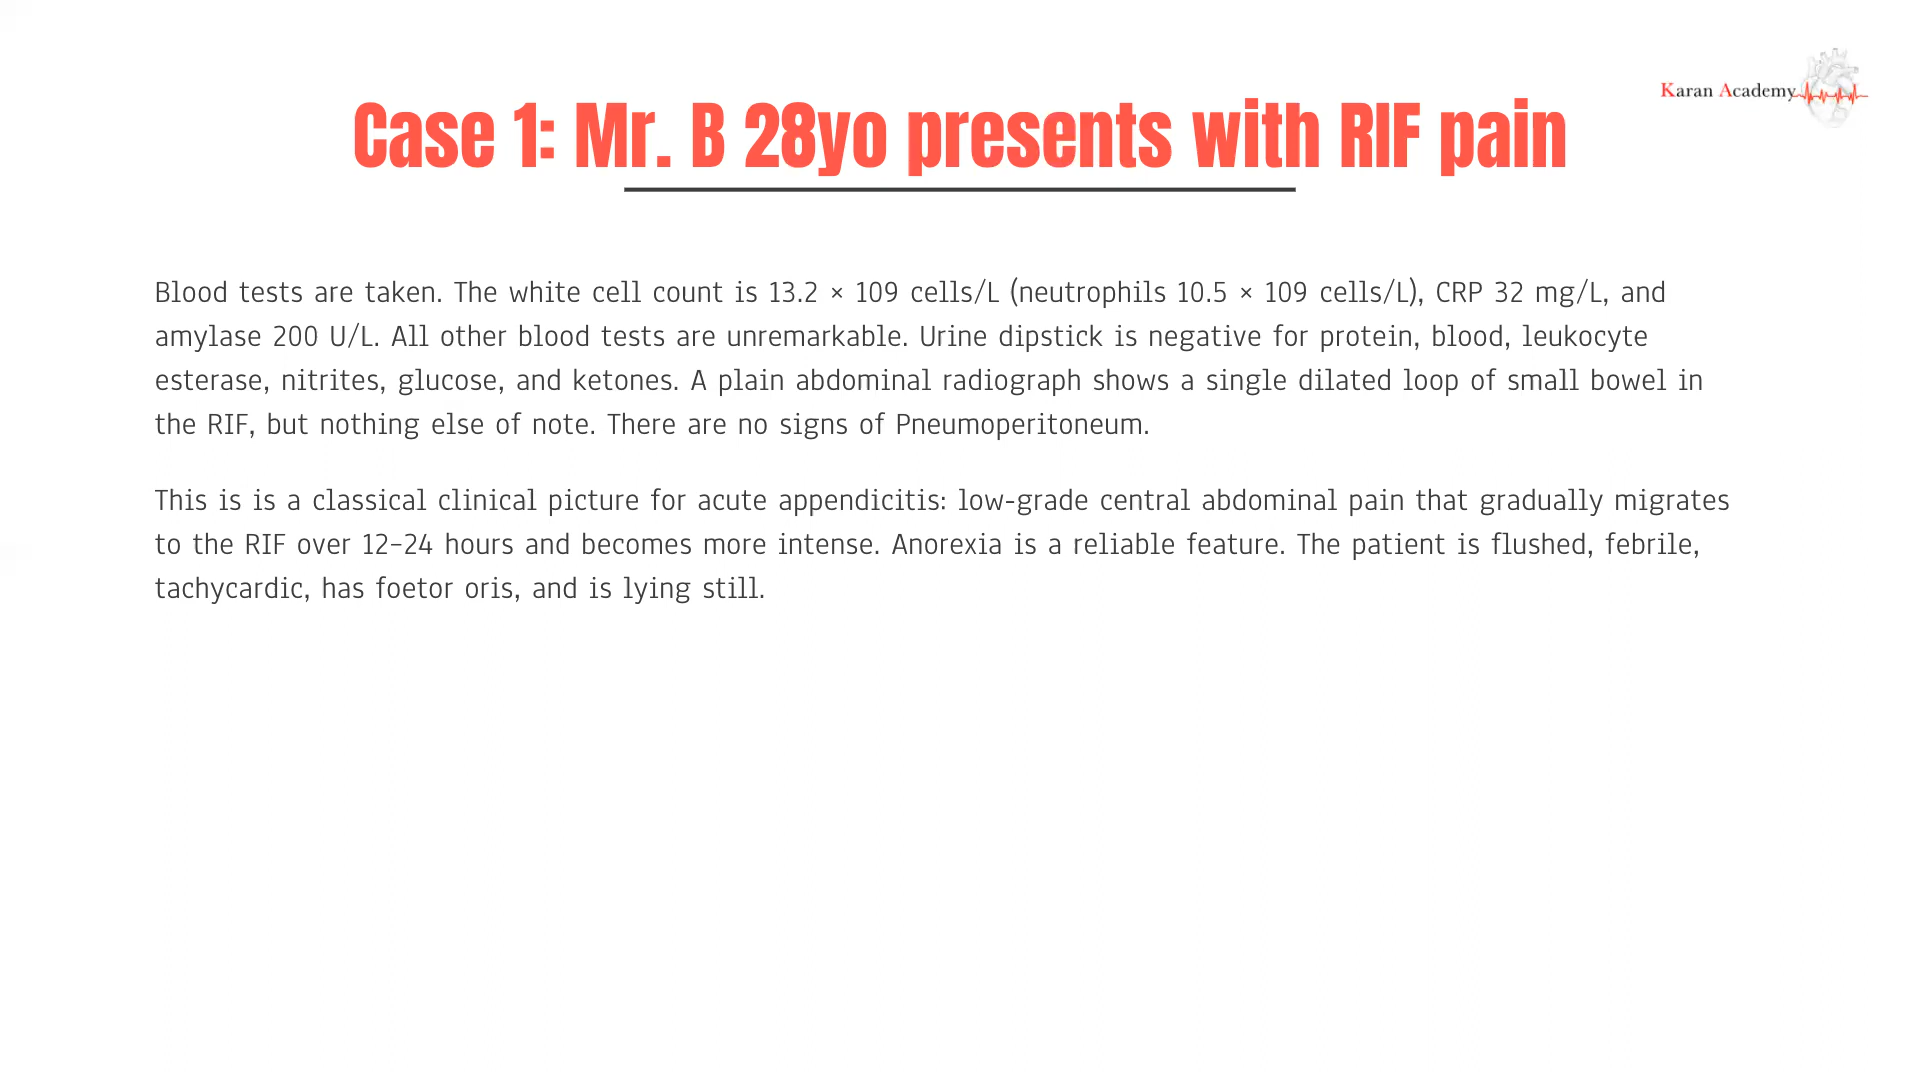 Karan Academy
Case 1: Mr. B 28yo presents with RIF pain
Blood tests are taken. The white cell count is 13.2 × 109 cells/L (neutrophils 10.5 × 109 cells/L), CRP 32 mg/L, and
amylase 200 U/L. All other blood tests are unremarkable. Urine dipstick is negative for protein, blood, leukocyte
esterase, nitrites, glucose, and ketones. A plain abdominal radiograph shows a single dilated loop of small bowel in
the RIF, but nothing else of note. There are no signs of Pneumoperitoneum.
This is is a classical clinical picture for acute appendicitis: low-grade central abdominal pain that gradually migrates
to the RIF over 12–24 hours and becomes more intense. Anorexia is a reliable feature. The patient is flushed, febrile,
tachycardic, has foetor oris, and is lying still.